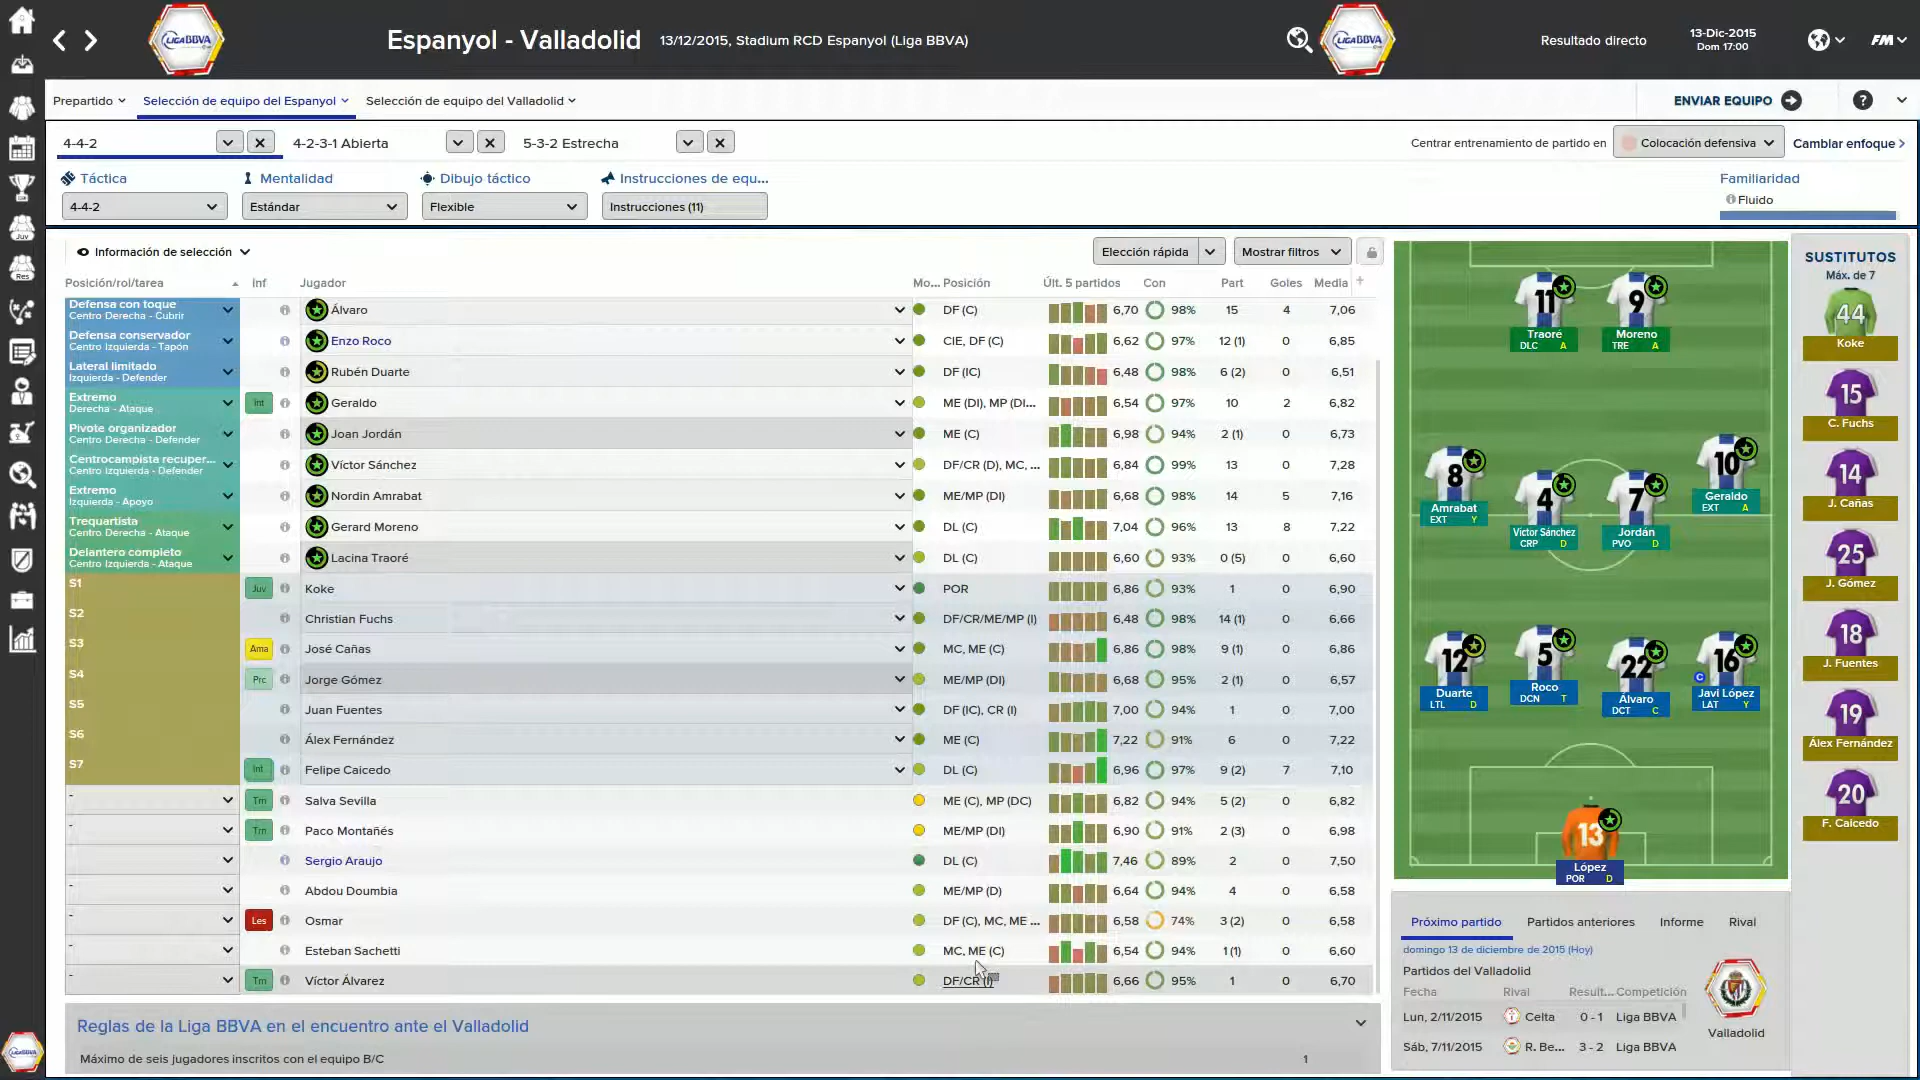 LIGA BBVA
Espanyol - Valladolid
13/12/2015, Stadium RCD Espanyol (Liga BBVA)
LIGA BBVA
Resultado directo
13-Dic-2015
Dom 17:00
FM
Prepartido
Selección de equipo del Espanyol
Selección de equipo del Valladolid
ENVIAR EQUIPO
?
4-4-2
4-2-3-1 Abierta
5-3-2 Estrecha
Centrar entrenamiento de partido en
Colocación defensiva
Cambiar enfoque
Táctica
Mentalidad
Dibujo táctico
Instrucciones de equ...
Familiaridad
4-4-2
Estándar
Flexible
Instrucciones (11)
Fluido
Juv
Res
Información de selección
Elección rápida
Mostrar filtros
Posición/rol/tarea Inf Jugador Mo... Posición Últ. 5 partidos Con Part Goles Media +
Defensa con toque
Centro Derecha - Cubrir
Álvaro DF (C) 6,70 98% 15 4 7,06
Defensa conservador
Centro Izquierda - Tapón
Enzo Roco CIE, DF (C) 6,62 97% 12 (1) 0 6,85
Lateral limitado
Izquierda - Defender
Rubén Duarte DF (IC) 6,48 98% 6 (2) 0 6,51
Extremo
Derecha - Ataque
Int Geraldo ME (DI), MP (DI... 6,54 97% 10 2 6,82
Pivote organizador
Centro Derecha - Defender
Joan Jordán ME (C) 6,98 94% 2 (1) 0 6,73
Centrocampista recuper...
Centro Izquierda - Defender
Víctor Sánchez DF/CR (D), MC, ... 6,84 99% 13 0 7,28
Extremo
Izquierda - Apoyo
Nordin Amrabat ME/MP (DI) 6,68 98% 14 5 7,16
Trequartista
Centro Derecha - Ataque
Gerard Moreno DL (C) 7,04 96% 13 8 7,22
Delantero completo
Centro Izquierda - Ataque
Lacina Traoré DL (C) 6,60 93% 0 (5) 0 6,60
S1 Juv Koke POR 6,86 93% 1 0 6,90
S2 Christian Fuchs DF/CR/ME/MP (I) 6,48 98% 14 (1) 0 6,66
S3 Ama José Cañas MC, ME (C) 6,86 98% 9 (1) 0 6,86
S4 Prc Jorge Gómez ME/MP (DI) 6,68 95% 2 (1) 0 6,57
S5 Juan Fuentes DF (IC), CR (I) 7,00 94% 1 0 7,00
S6 Álex Fernández ME (C) 7,22 91% 6 0 7,22
S7 Int Felipe Caicedo DL (C) 6,96 97% 9 (2) 7 7,10
- Trn Salva Sevilla ME (C), MP (DC) 6,82 94% 5 (2) 0 6,82
- Trn Paco Montañés ME/MP (DI) 6,90 91% 2 (3) 0 6,98
- Sergio Araujo DL (C) 7,46 89% 2 0 7,50
- Abdou Doumbia ME/MP (D) 6,64 94% 4 0 6,58
- Les Osmar DF (C), MC, ME ... 6,58 74% 3 (2) 0 6,58
- Esteban Sachetti MC, ME (C) 6,54 94% 1 (1) 0 6,60
- Trn Víctor Álvarez DF/CR (I) 6,66 95% 1 0 6,70
Reglas de la Liga BBVA en el encuentro ante el Valladolid
Máximo de seis jugadores inscritos con el equipo B/C 1
11 9
Traoré Moreno
DLC A TRE A
8 4 7 10
Amrabat Víctor Sánchez Jordán Geraldo
EXT Y CRP D PVO D EXT A
12 5 22 16
C
Duarte Roco Álvaro Javi López
LTL D DCN T DCT C LAT Y
13
López
POR D
SUSTITUTOS
Máx. de 7
44
Koke
15
C. Fuchs
14
J. Cañas
25
J. Gómez
18
J. Fuentes
19
Álex Fernández
20
F. Caicedo
Próximo partido Partidos anteriores Informe Rival
domingo 13 de diciembre de 2015 (Hoy)
Partidos del Valladolid
Fecha Rival Result... Competición
Lun, 2/11/2015 Celta 0 - 1 Liga BBVA
Sáb, 7/11/2015 R. Be... 3 - 2 Liga BBVA
Valladolid
LIGA BBVA